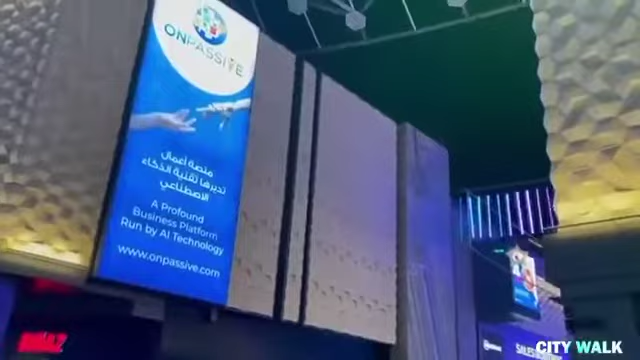 ONPASSIVE
منصة أعمال
تديرها تقنية الذكاء
الاصطناعي
A Profound
Business Platform
Run by AI Technology
www.onpassive.com
CITY WALK